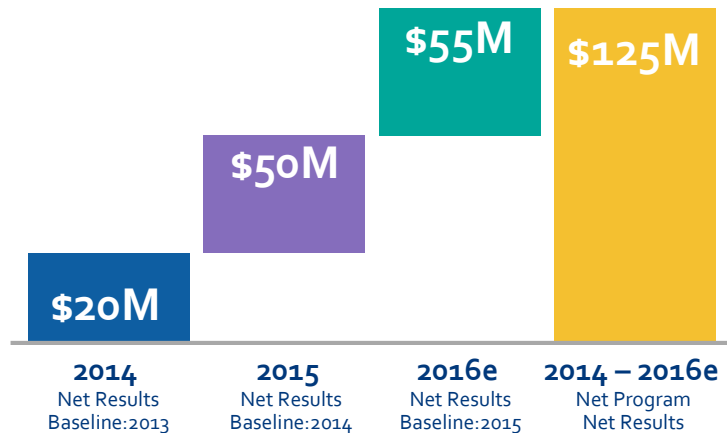 $55M
$125M
$50M
$20M
2014
Net Results
Baseline:2013
2015
Net Results
Baseline:2014
2016e
Net Results
Baseline:2015
2014 – 2016e
Net Program
Net Results